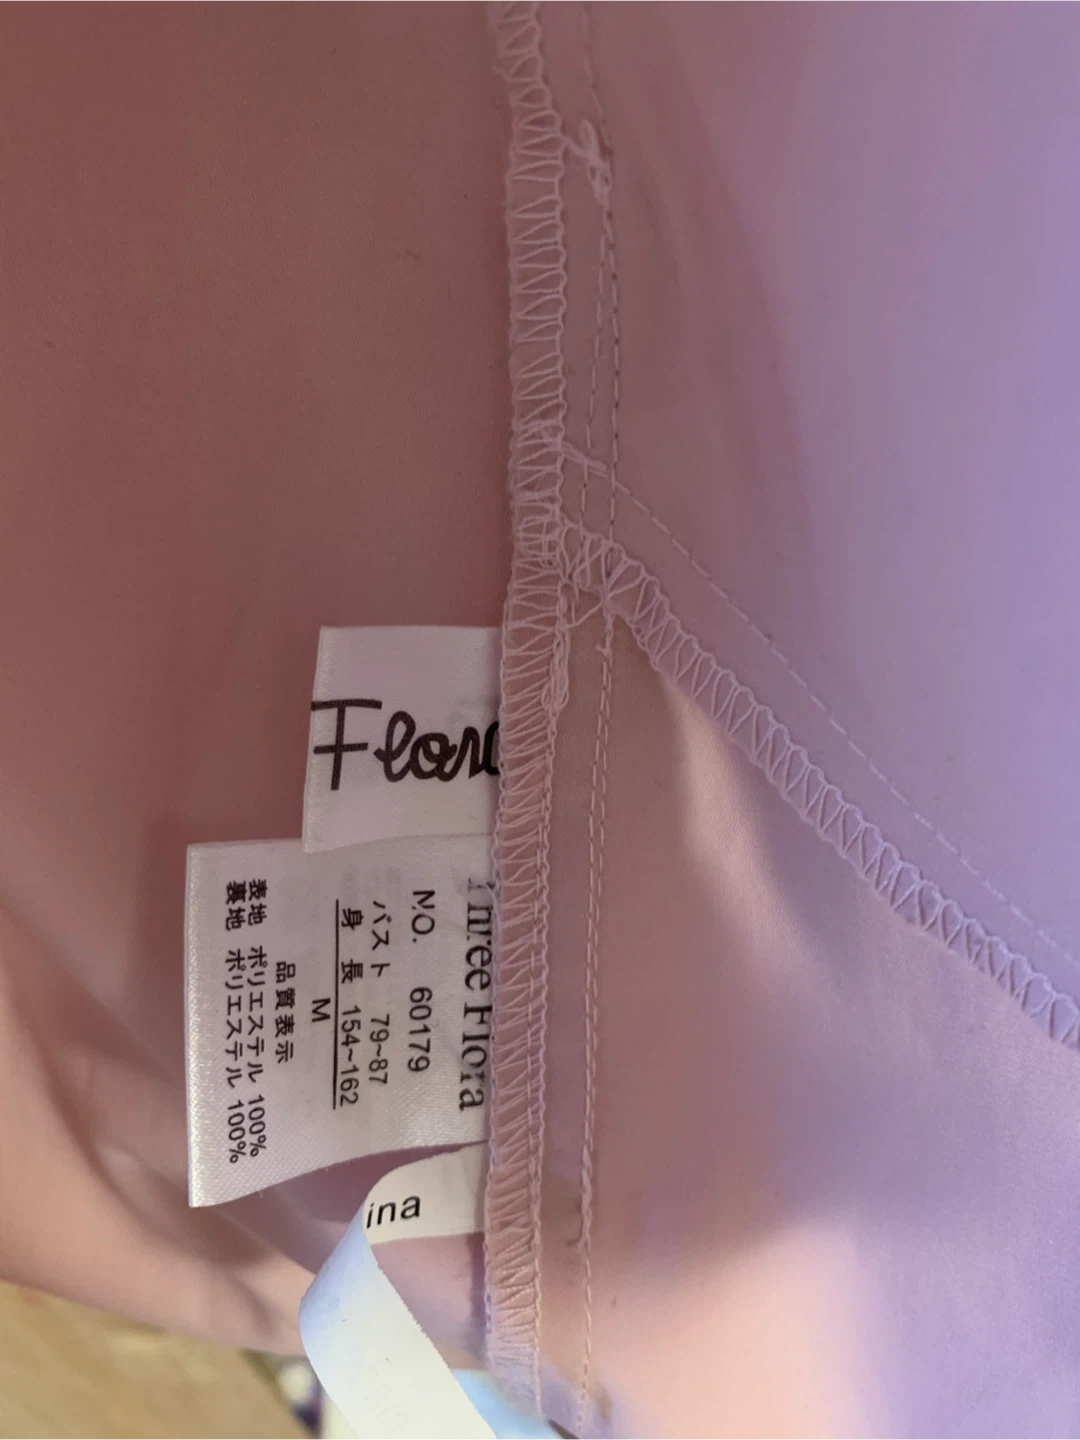 Flora
Three Flora
NO. 60179
バスト 79~87
身 長 154~162
M
品質表示
表地 ポリエステル 100%
裏地 ポリエステル 100%
ina